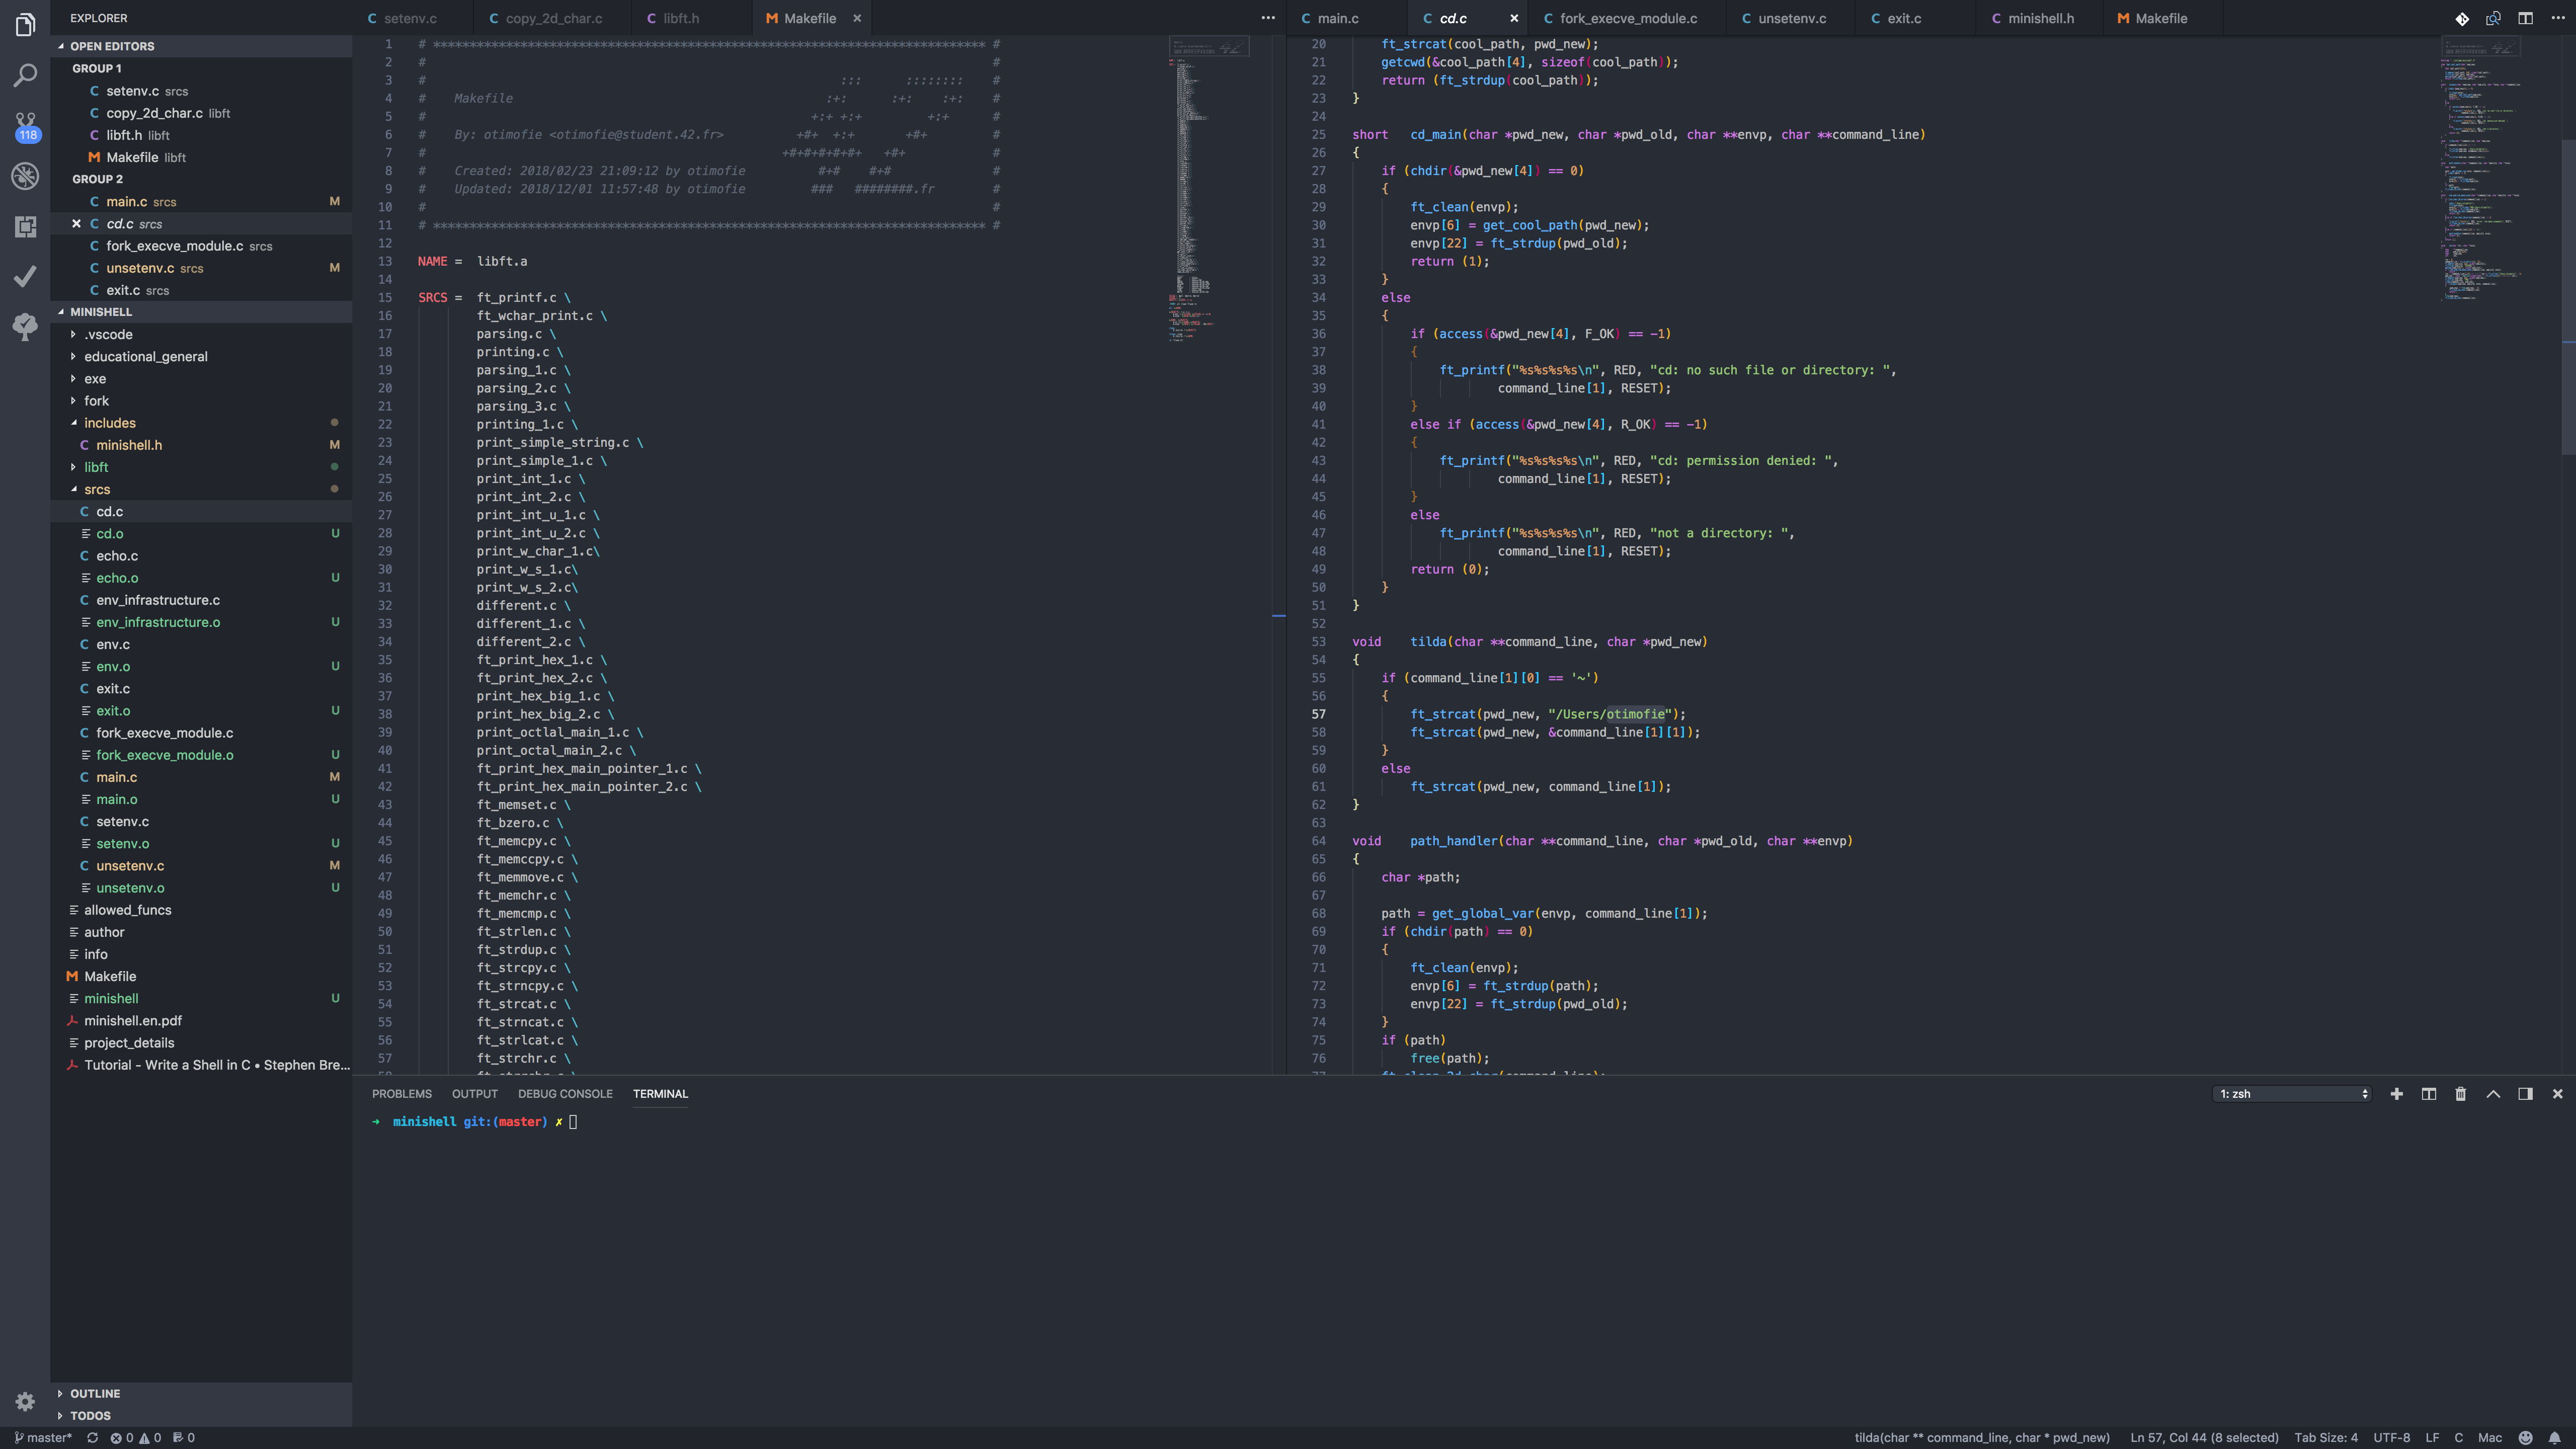 EXPLORER
OPEN EDITORS
GROUP 1
setenv.c srcs
copy_2d_char.c libft
libft.h libft
Makefile libft
GROUP 2
main.c srcs M
cd.c srcs
fork_execve_module.c srcs
unsetenv.c srcs M
exit.c srcs
MINISHELL
.vscode
educational_general
exe
fork
includes
minishell.h M
libft
srcs
cd.c
cd.o U
echo.c
echo.o U
env_infrastructure.c
env_infrastructure.o U
env.c
env.o U
exit.c
exit.o U
fork_execve_module.c
fork_execve_module.o U
main.c M
main.o U
setenv.c
setenv.o U
unsetenv.c M
unsetenv.o U
allowed_funcs
author
info
Makefile
minishell U
minishell.en.pdf
project_details
Tutorial - Write a Shell in C • Stephen Bre...
OUTLINE
TODOS
118
setenv.c copy_2d_char.c libft.h Makefile
1 # **************************************************************************** #
2 # #
3 # ::: :::::::: #
4 # Makefile :+: :+: :+: #
5 # +:+ +:+ +:+ #
6 # By: otimofie <otimofie@student.42.fr> +#+ +:+ +#+ #
7 # +#+#+#+#+#+ +#+ #
8 # Created: 2018/02/23 21:09:12 by otimofie #+# #+# #
9 # Updated: 2018/12/01 11:57:48 by otimofie ### ########.fr #
10 # #
11 # **************************************************************************** #
12
13 NAME = libft.a
14
15 SRCS = ft_printf.c \
16 ft_wchar_print.c \
17 parsing.c \
18 printing.c \
19 parsing_1.c \
20 parsing_2.c \
21 parsing_3.c \
22 printing_1.c \
23 print_simple_string.c \
24 print_simple_1.c \
25 print_int_1.c \
26 print_int_2.c \
27 print_int_u_1.c \
28 print_int_u_2.c \
29 print_w_char_1.c\
30 print_w_s_1.c\
31 print_w_s_2.c\
32 different.c \
33 different_1.c \
34 different_2.c \
35 ft_print_hex_1.c \
36 ft_print_hex_2.c \
37 print_hex_big_1.c \
38 print_hex_big_2.c \
39 print_octlal_main_1.c \
40 print_octal_main_2.c \
41 ft_print_hex_main_pointer_1.c \
42 ft_print_hex_main_pointer_2.c \
43 ft_memset.c \
44 ft_bzero.c \
45 ft_memcpy.c \
46 ft_memccpy.c \
47 ft_memmove.c \
48 ft_memchr.c \
49 ft_memcmp.c \
50 ft_strlen.c \
51 ft_strdup.c \
52 ft_strcpy.c \
53 ft_strncpy.c \
54 ft_strcat.c \
55 ft_strncat.c \
56 ft_strlcat.c \
57 ft_strchr.c \
main.c cd.c fork_execve_module.c unsetenv.c exit.c minishell.h Makefile
20 ft_strcat(cool_path, pwd_new);
21 getcwd(&cool_path[4], sizeof(cool_path));
22 return (ft_strdup(cool_path));
23 }
24
25 short cd_main(char *pwd_new, char *pwd_old, char **envp, char **command_line)
26 {
27 if (chdir(&pwd_new[4]) == 0)
28 {
29 ft_clean(envp);
30 envp[6] = get_cool_path(pwd_new);
31 envp[22] = ft_strdup(pwd_old);
32 return (1);
33 }
34 else
35 {
36 if (access(&pwd_new[4], F_OK) == -1)
37 {
38 ft_printf("%s%s%s%s\n", RED, "cd: no such file or directory: ",
39 command_line[1], RESET);
40 }
41 else if (access(&pwd_new[4], R_OK) == -1)
42 {
43 ft_printf("%s%s%s%s\n", RED, "cd: permission denied: ",
44 command_line[1], RESET);
45 }
46 else
47 ft_printf("%s%s%s%s\n", RED, "not a directory: ",
48 command_line[1], RESET);
49 return (0);
50 }
51 }
52
53 void tilda(char **command_line, char *pwd_new)
54 {
55 if (command_line[1][0] == '~')
56 {
57 ft_strcat(pwd_new, "/Users/otimofie");
58 ft_strcat(pwd_new, &command_line[1][1]);
59 }
60 else
61 ft_strcat(pwd_new, command_line[1]);
62 }
63
64 void path_handler(char **command_line, char *pwd_old, char **envp)
65 {
66 char *path;
67
68 path = get_global_var(envp, command_line[1]);
69 if (chdir(path) == 0)
70 {
71 ft_clean(envp);
72 envp[6] = ft_strdup(path);
73 envp[22] = ft_strdup(pwd_old);
74 }
75 if (path)
76 free(path);
PROBLEMS OUTPUT DEBUG CONSOLE TERMINAL 1: zsh
➜ minishell git:(master) ✗
master* 0 0 0
tilda(char ** command_line, char * pwd_new) Ln 57, Col 44 (8 selected) Tab Size: 4 UTF-8 LF C Mac